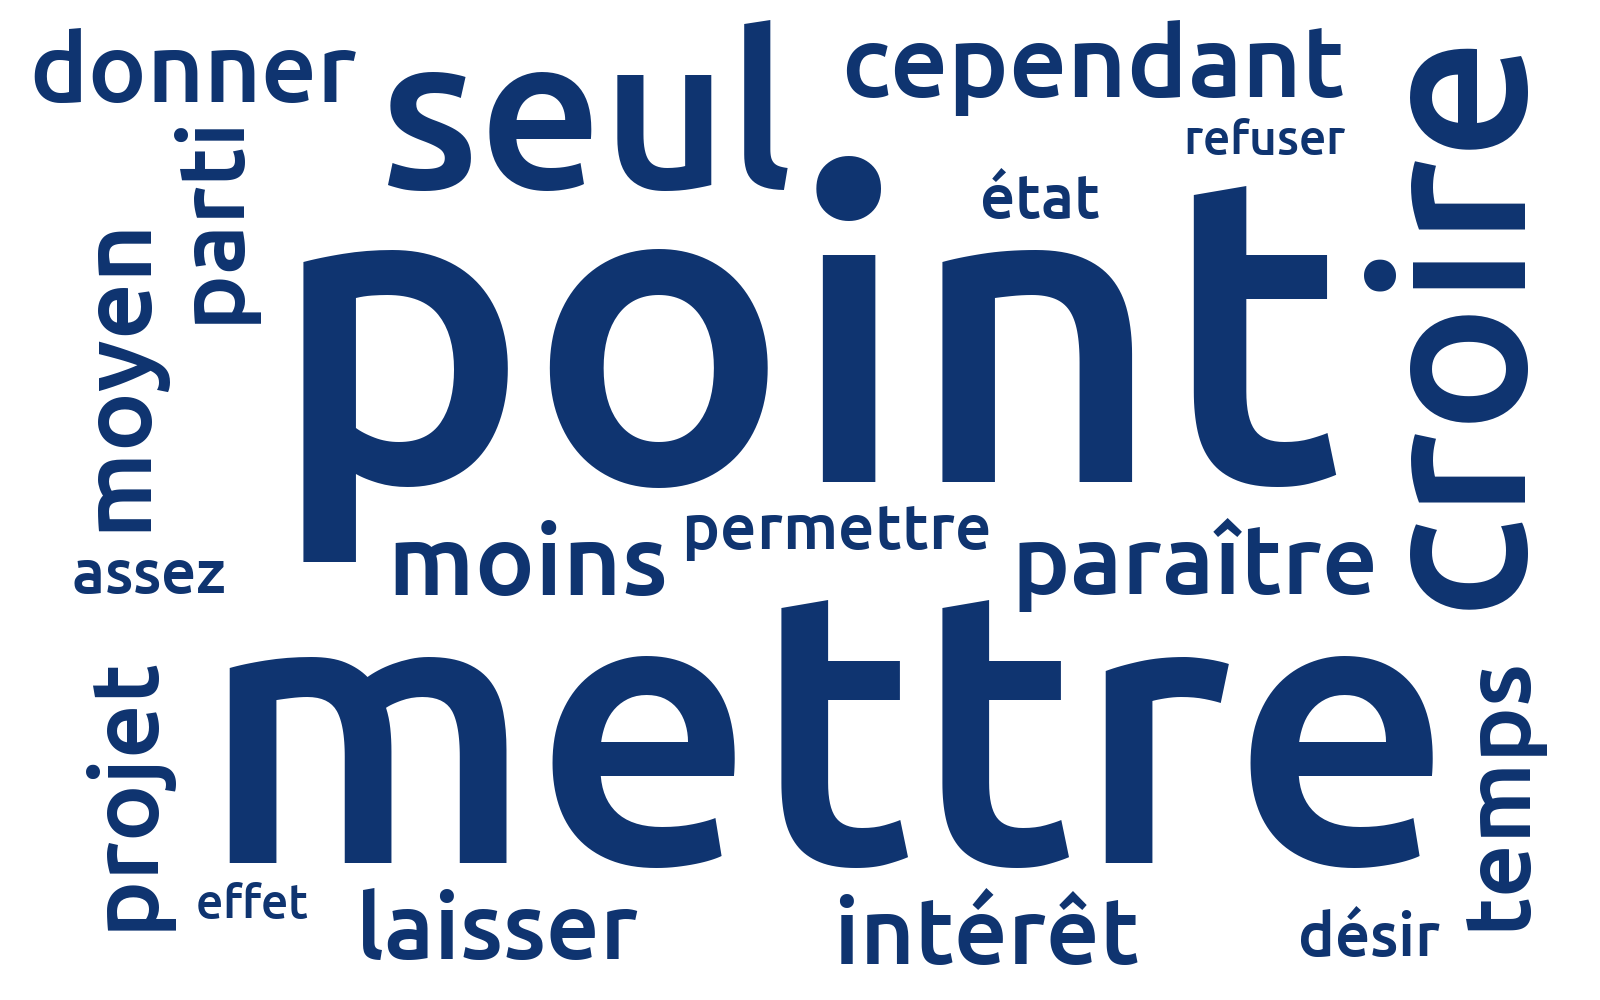 donner
seul
cependant
croire
refuser
parti
état
moyen
point
permettre
moins
paraître
assez
mettre
projet
temps
effet
laisser
intérêt
désir